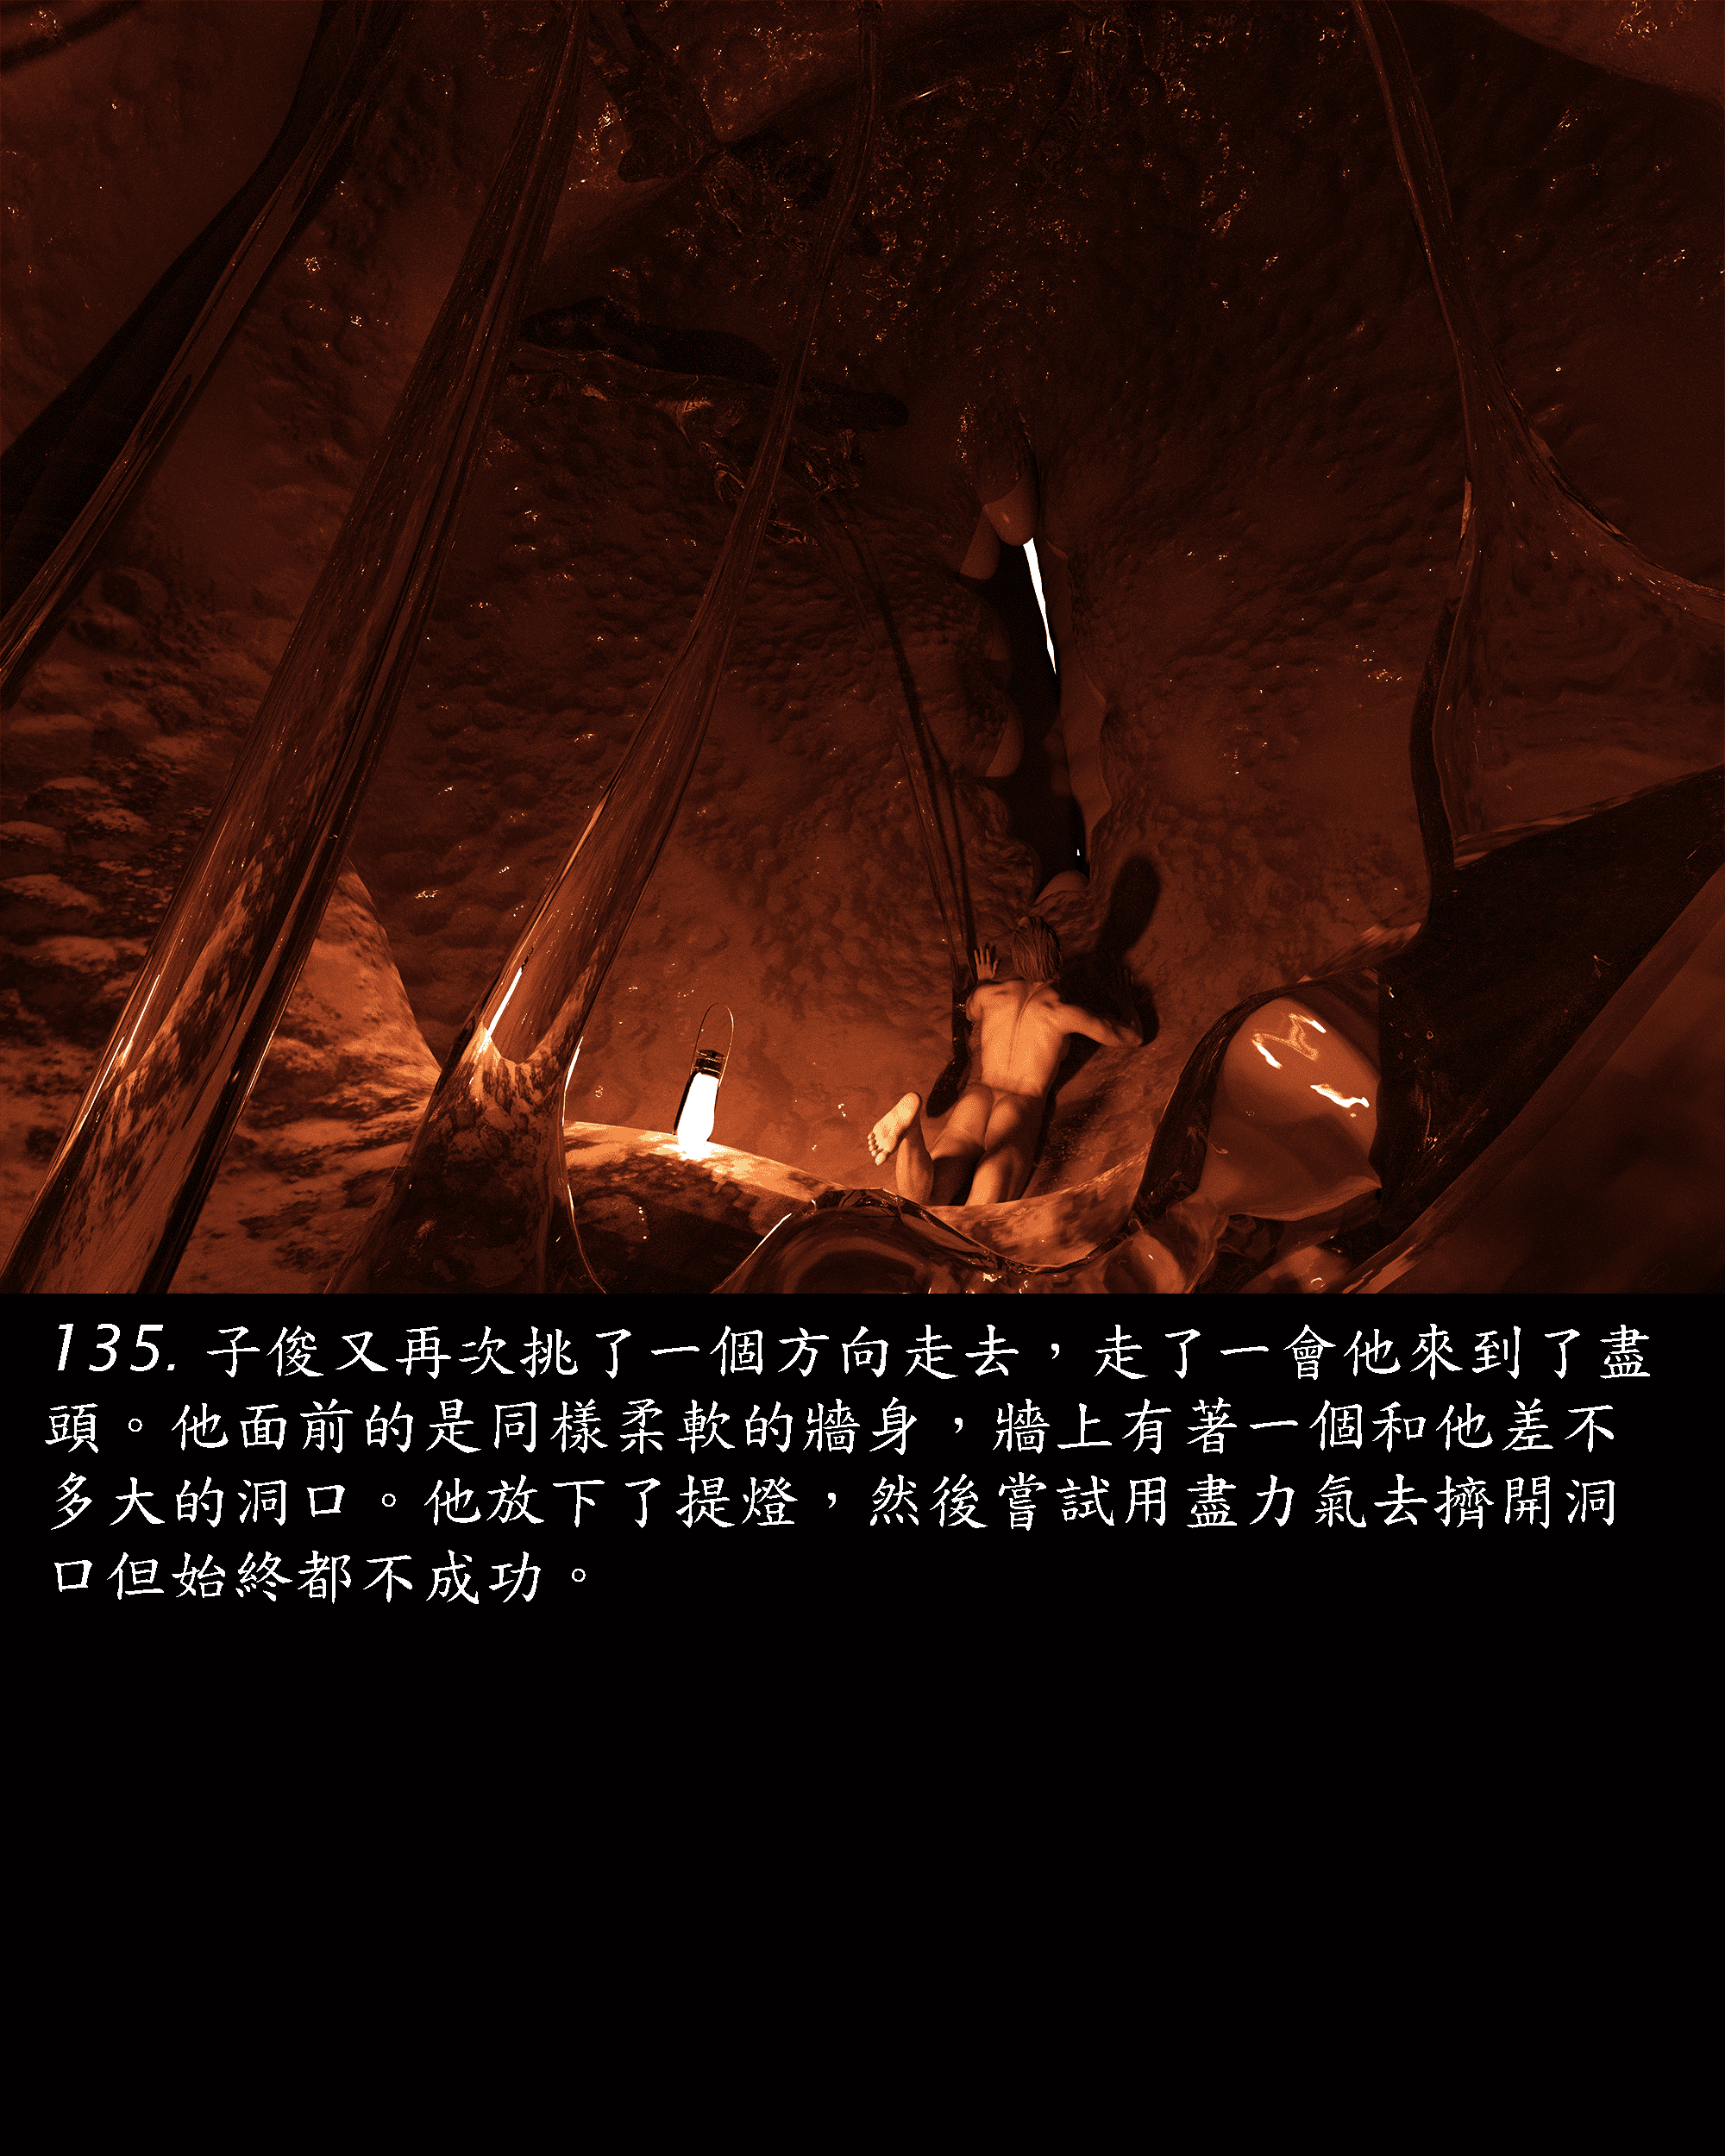 135. 子俊又再次挑了一個方向走去，走了一會他來到了盡
頭。他面前的是同樣柔軟的牆身，牆上有著一個和他差不
多大的洞口。他放下了提燈，然後嘗試用盡力氣去擠開洞
口但始終都不成功。